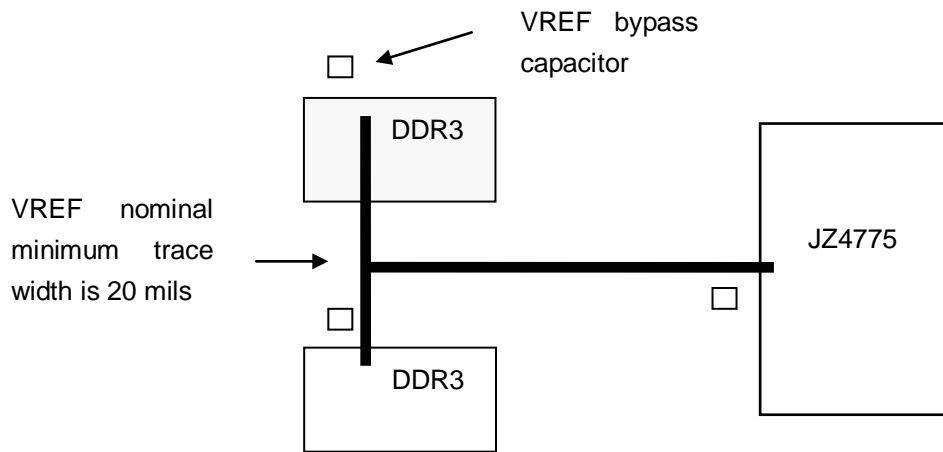 VREF bypass
capacitor
DDR3
VREF nominal
minimum trace
width is 20 mils
JZ4775
DDR3